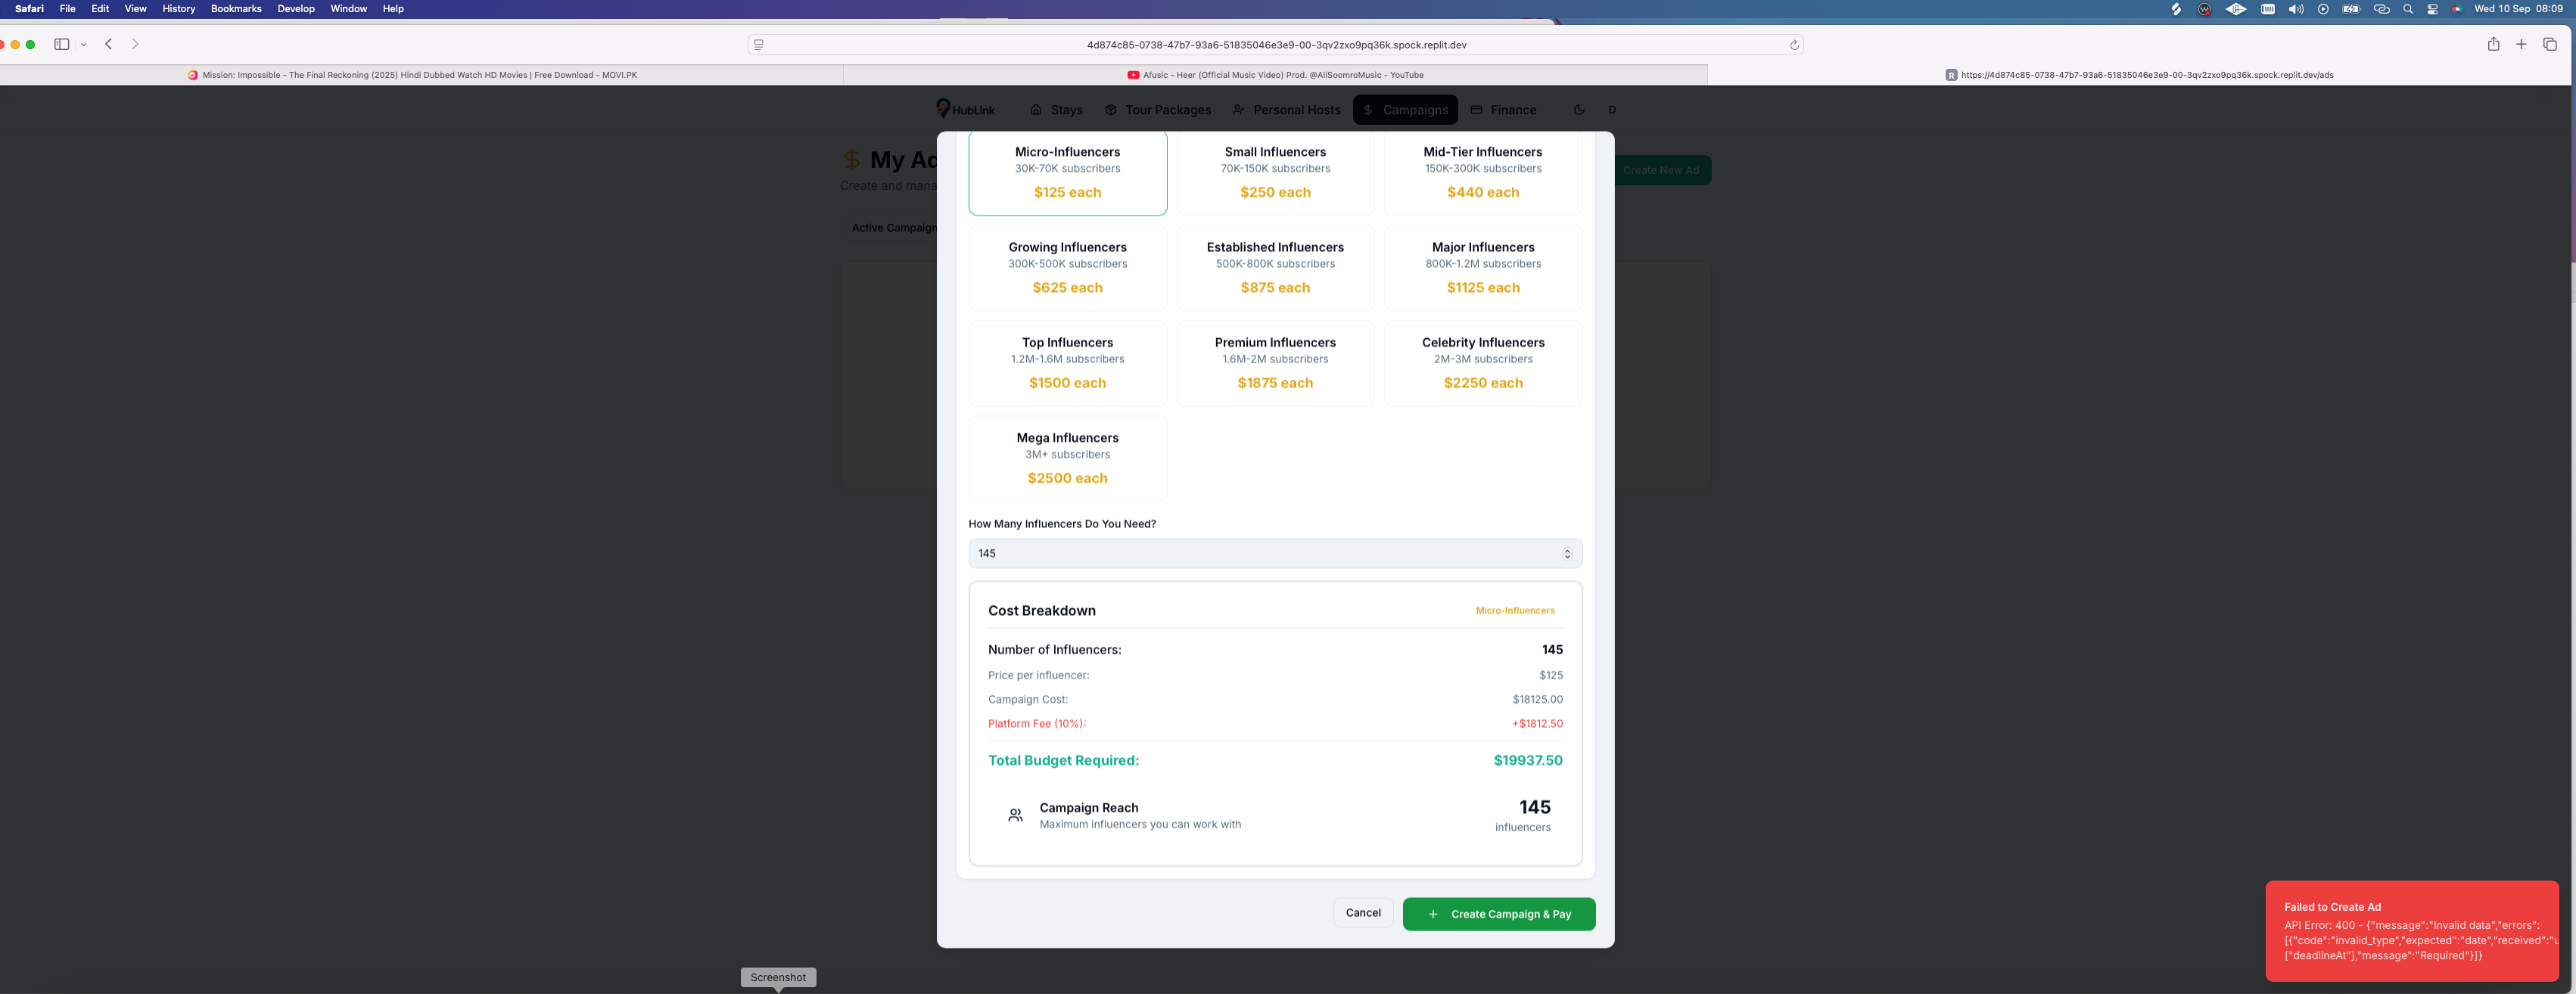 Safari File Edit View History Bookmarks Develop Window Help
Wed 10 Sep 08:09
4d874c85-0738-47b7-93a6-51835046e3e9-00-3qv2zxo9pq36k.spock.replit.dev
Mission: Impossible - The Final Reckoning (2025) Hindi Dubbed Watch HD Movies | Free Download - MOVI.PK
Afusic - Heer (Official Music Video) Prod. @AliSoomroMusic - YouTube
R https://4d874c85-0738-47b7-93a6-51835046e3e9-00-3qv2zxo9pq36k.spock.replit.dev/ads
HubLink Stays Tour Packages Personal Hosts Campaigns Finance D
My Ad
Create and mana
Create New Ad
Active Campaign
Micro-Influencers
30K-70K subscribers
$125 each
Small Influencers
70K-150K subscribers
$250 each
Mid-Tier Influencers
150K-300K subscribers
$440 each
Growing Influencers
300K-500K subscribers
$625 each
Established Influencers
500K-800K subscribers
$875 each
Major Influencers
800K-1.2M subscribers
$1125 each
Top Influencers
1.2M-1.6M subscribers
$1500 each
Premium Influencers
1.6M-2M subscribers
$1875 each
Celebrity Influencers
2M-3M subscribers
$2250 each
Mega Influencers
3M+ subscribers
$2500 each
How Many Influencers Do You Need?
145
Cost Breakdown
Micro-Influencers
Number of Influencers: 145
Price per influencer: $125
Campaign Cost: $18125.00
Platform Fee (10%): +$1812.50
Total Budget Required: $19937.50
Campaign Reach
Maximum influencers you can work with
145
influencers
Cancel
+ Create Campaign & Pay
Screenshot
Failed to Create Ad
API Error: 400 - {"message":"Invalid data","errors":
[{"code":"invalid_type","expected":"date","received":"u
["deadlineAt"],"message":"Required"}]}